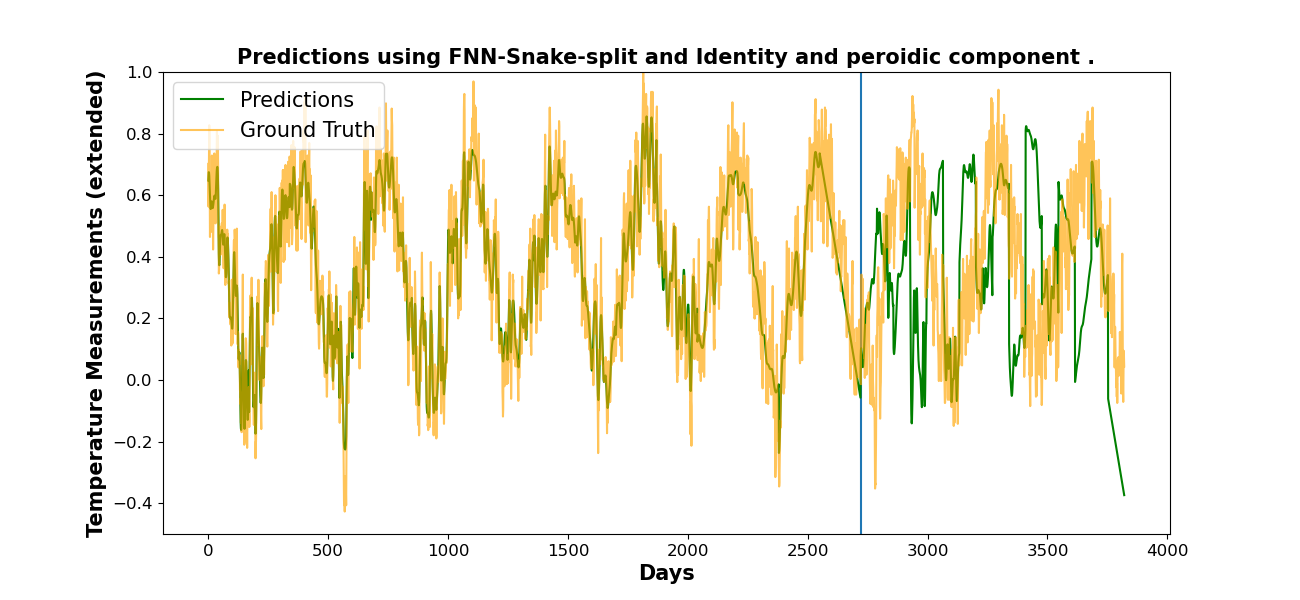 Predictions using FNN-Snake-split and Identity and peroidic component .
Temperature Measurements (extended)
1.0
0.8
0.6
0.4
0.2
0.0
−0.2
−0.4
Predictions
Ground Truth
0 500 1000 1500 2000 2500 3000 3500 4000
Days